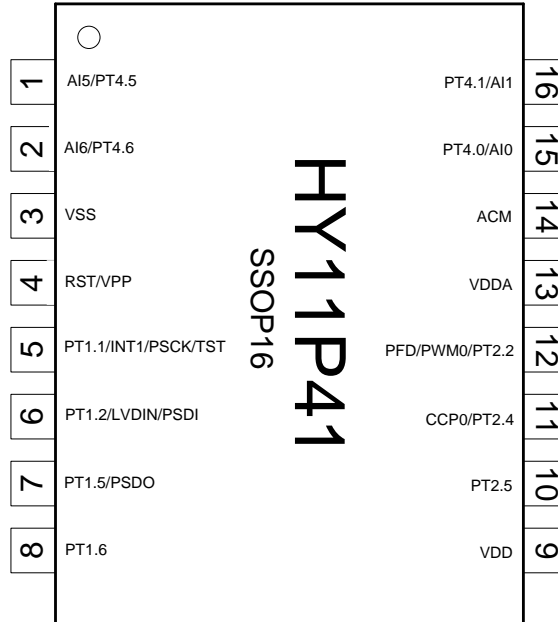 1 AI5/PT4.5
2 AI6/PT4.6
3 VSS
4 RST/VPP
5 PT1.1/INT1/PSCK/TST
6 PT1.2/LVDIN/PSDI
7 PT1.5/PSDO
8 PT1.6
HY11P41
SSOP16
PT4.1/AI1 16
PT4.0/AI0 15
ACM 14
VDDA 13
PFD/PWM0/PT2.2 12
CCP0/PT2.4 11
PT2.5 10
VDD 9